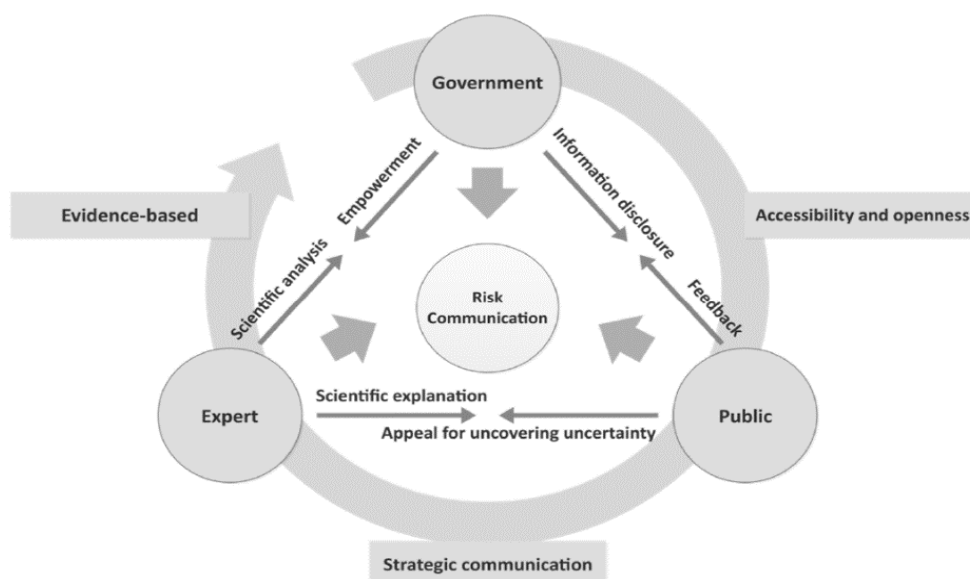 Government
Empowerment
Information disclosure
Evidence-based
Accessibility and openness
Scientific analysis
Feedback
Risk
Communication
Expert
Scientific explanation
Appeal for uncovering uncertainty
Public
Strategic communication